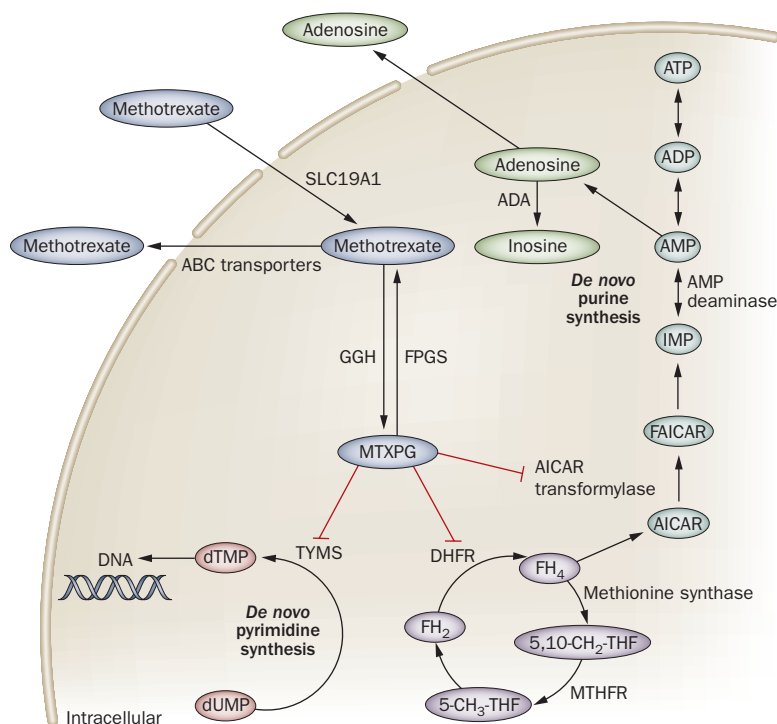 Adenosine
ATP
Methotrexate
ADP
Adenosine
SLC19A1
ADA
Methotrexate
Methotrexate
Inosine
AMP
ABC transporters
De novo
purine
synthesis
AMP
deaminase
IMP
GGH
FPGS
FAICAR
MTXPG
AICAR
transformylase
AICAR
DNA
dTMP
TYMS
DHFR
FH₄
Methionine synthase
De novo
pyrimidine
synthesis
FH₂
5,10-CH₂-THF
MTHFR
dUMP
5-CH₃-THF
Intracellular